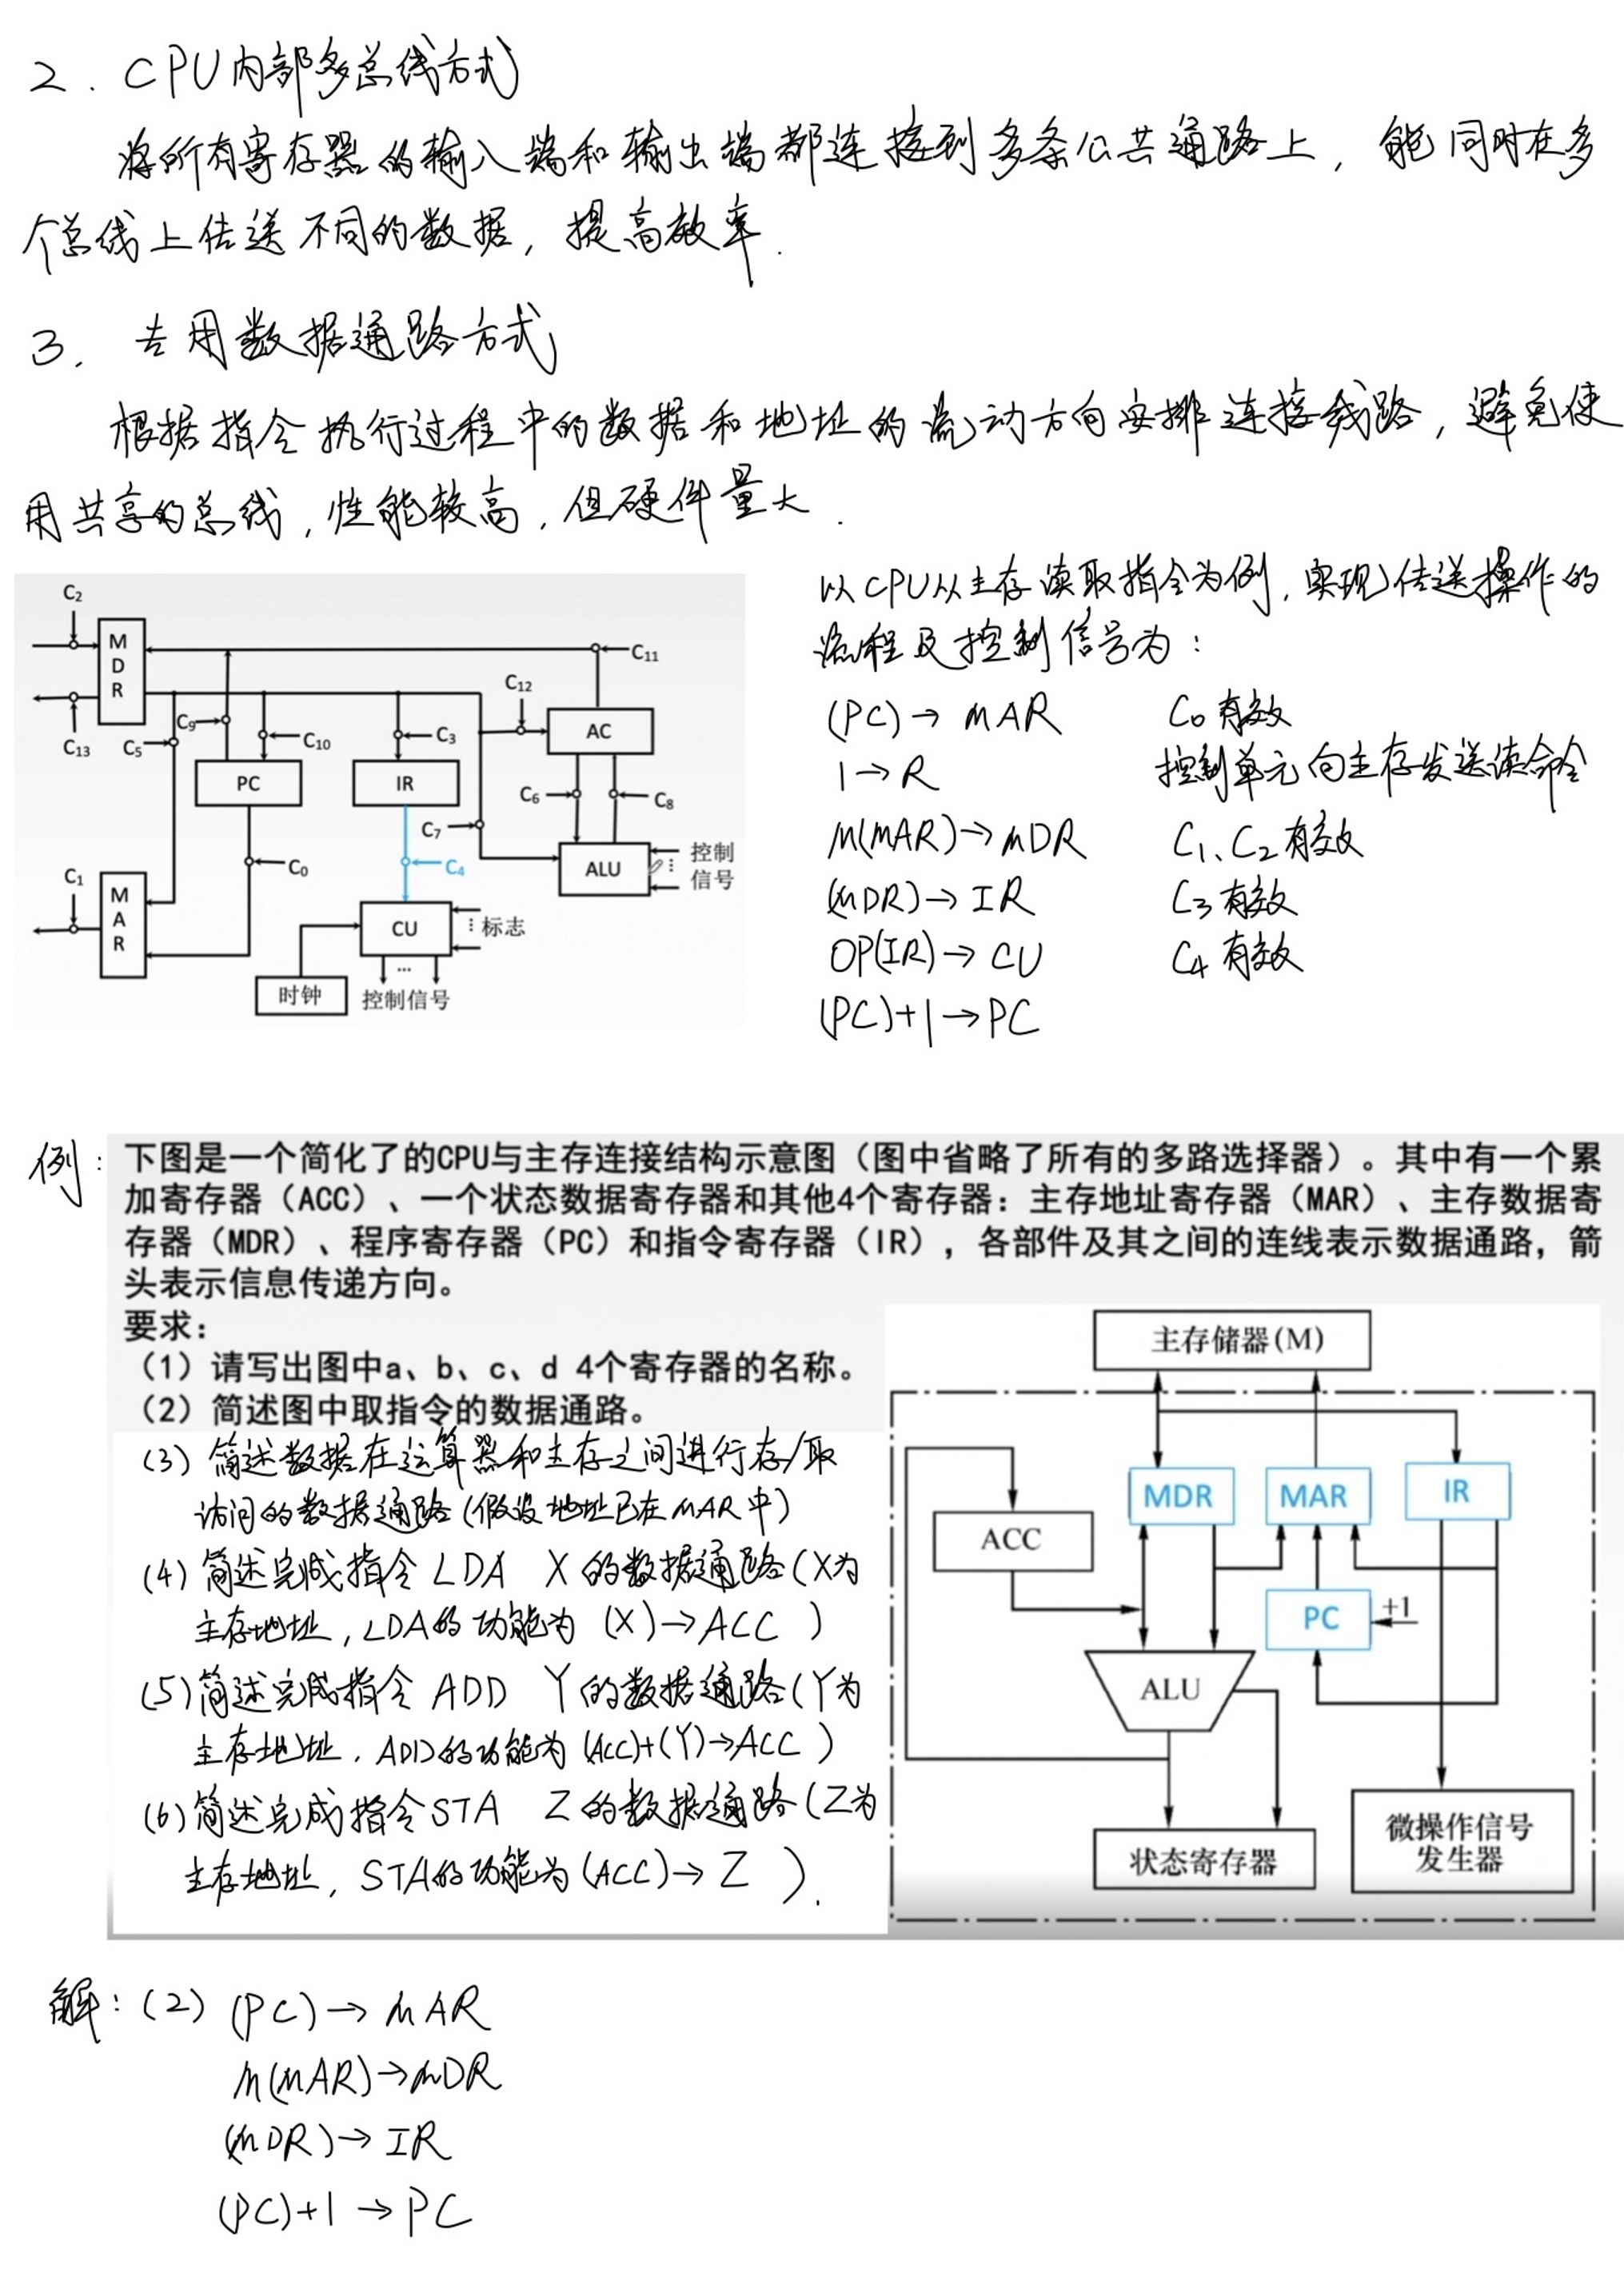 2. CPU内部多总线方式
将所有寄存器的输入端和输出端都连接到多条公共通路上，能同时在多
个总线上传送不同的数据，提高效率.
3. 专用数据通路方式
根据指令执行过程中的数据和地址的流动方向安排连接线路，避免使
用共享的总线，性能较高，但硬件量大.
C2
MDR
C11
C12
C9
C10
C3
AC
C13
C5
PC
IR
C6
C8
C7
C0
C4
ALU
控制
信号
C1
MAR
CU
标志
...
时钟
控制信号
以CPU从主存读取指令为例，实现传送操作的
流程及控制信号为：
(PC)→MAR C0有效
1→R 控制单元向主存发送读命令
M(MAR)→MDR C1、C2有效
(MDR)→IR C3有效
OP(IR)→CU C4有效
(PC)+1→PC
例：
下图是一个简化了的CPU与主存连接结构示意图（图中省略了所有的多路选择器）。其中有一个累
加寄存器（ACC）、一个状态数据寄存器和其他4个寄存器：主存地址寄存器（MAR）、主存数据寄
存器（MDR）、程序寄存器（PC）和指令寄存器（IR），各部件及其之间的连线表示数据通路，箭
头表示信息传递方向。
要求：
（1）请写出图中a、b、c、d 4个寄存器的名称。
（2）简述图中取指令的数据通路。
(3) 简述数据在运算器和主存之间进行存/取
访问的数据通路(假设地址已在MAR中)
(4) 简述完成指令LDA X的数据通路(X为
主存地址，LDA的功能为 (X)→ACC )
(5) 简述完成指令 ADD Y的数据通路(Y为
主存地址，ADD的功能为 (ACC)+(Y)→ACC )
(6) 简述完成指令STA Z的数据通路(Z为
主存地址，STA的功能为(ACC)→Z ).
主存储器(M)
MDR
MAR
IR
ACC
PC
+1
ALU
状态寄存器
微操作信号
发生器
解：(2) (PC)→MAR
M(MAR)→MDR
(MDR)→IR
(PC)+1→PC